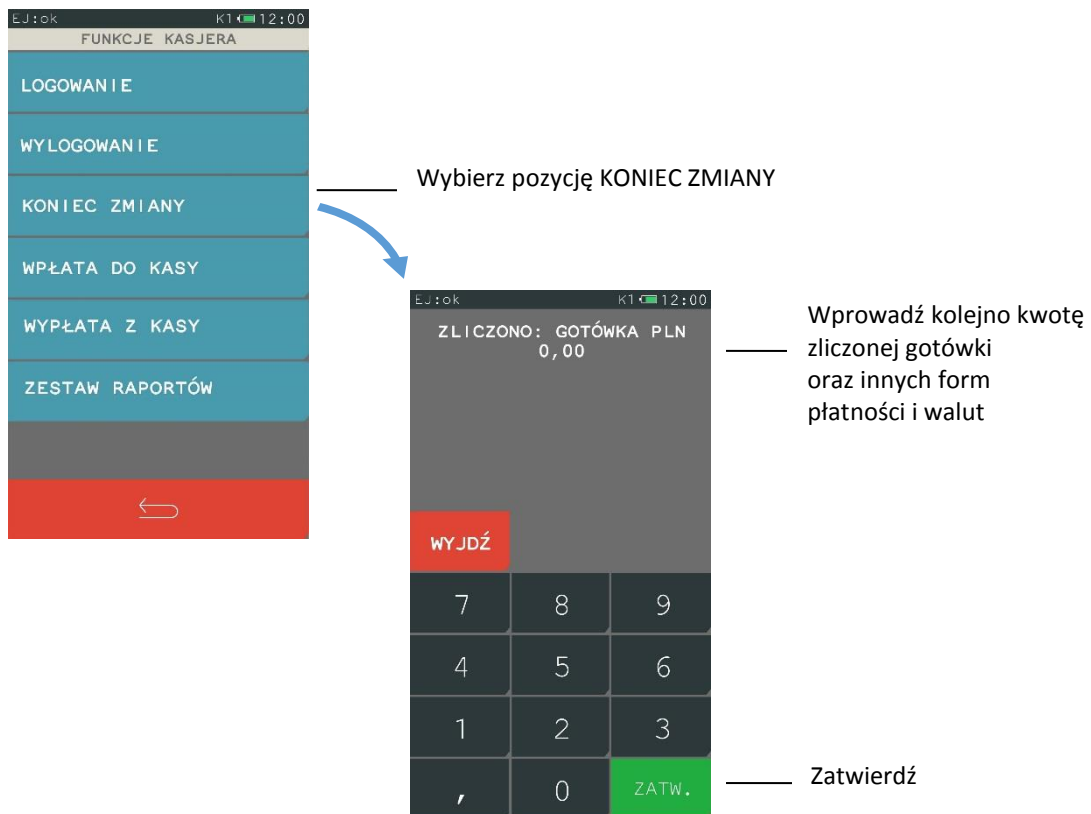 EJ:ok K1 12:00
FUNKCJE KASJERA
LOGOWANIE
WYLOGOWANIE
KONIEC ZMIANY
WPŁATA DO KASY
WYPŁATA Z KASY
ZESTAW RAPORTÓW
Wybierz pozycję KONIEC ZMIANY
EJ:ok K1 12:00
ZLICZONO: GOTÓWKA PLN
0,00
Wprowadź kolejno kwotę
zliczonej gotówki
oraz innych form
płatności i walut
WYJDŹ
7 8 9
4 5 6
1 2 3
, 0 ZATW.
Zatwierdź